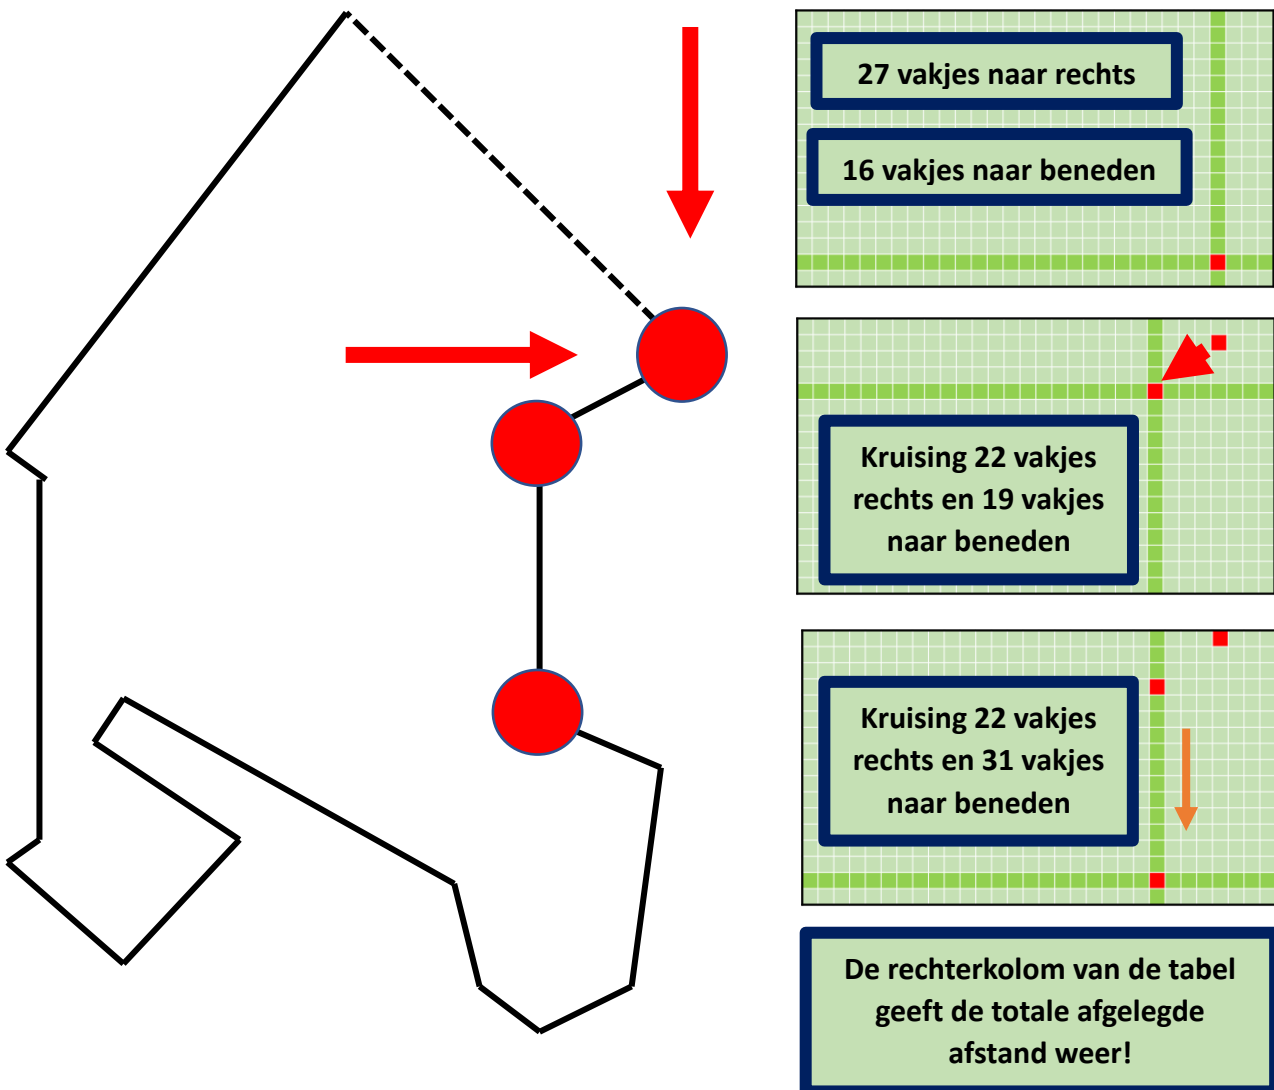 27 vakjes naar rechts
16 vakjes naar beneden
Kruising 22 vakjes
rechts en 19 vakjes
naar beneden
Kruising 22 vakjes
rechts en 31 vakjes
naar beneden
De rechterkolom van de tabel
geeft de totale afgelegde
afstand weer!